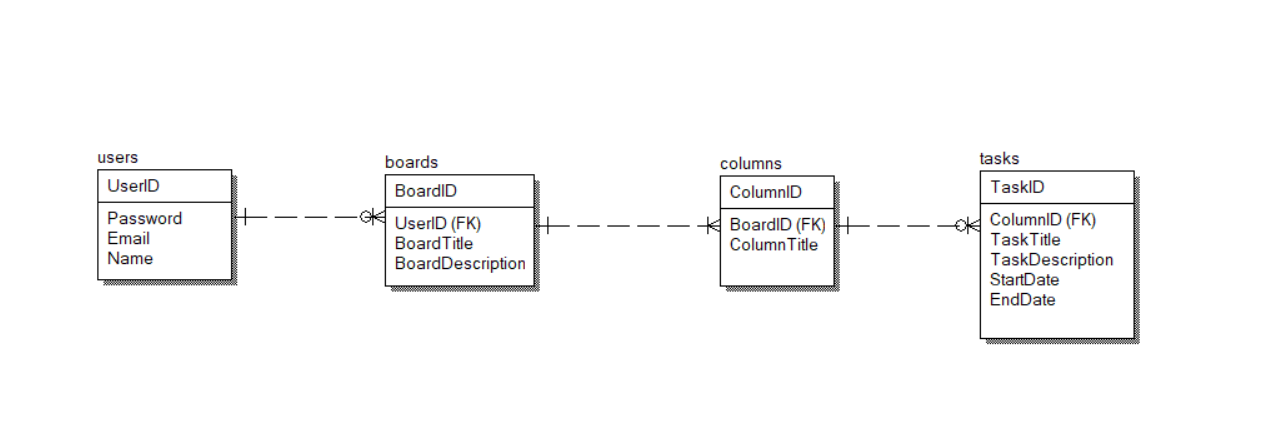 users
UserID
Password
Email
Name
boards
BoardID
UserID (FK)
BoardTitle
BoardDescription
columns
ColumnID
BoardID (FK)
ColumnTitle
tasks
TaskID
ColumnID (FK)
TaskTitle
TaskDescription
StartDate
EndDate